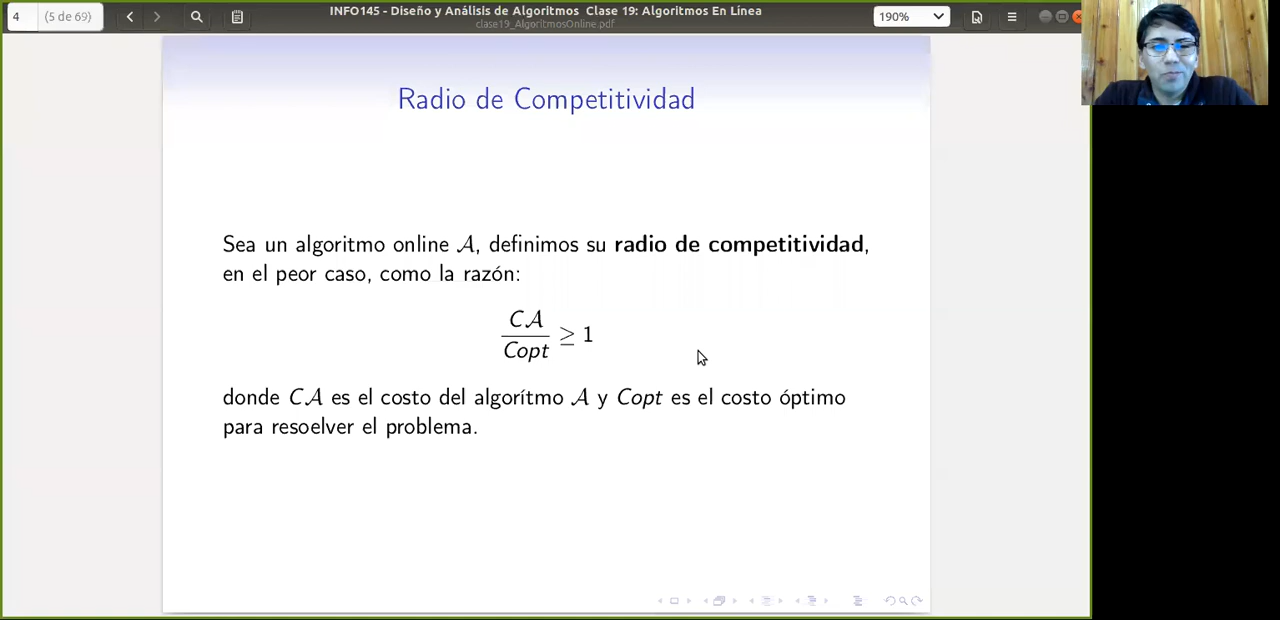 4 (5 de 69) INFO145 - Diseño y Análisis de Algoritmos Clase 19: Algoritmos En Línea 190%
clase19_AlgoritmosOnline.pdf
Radio de Competitividad
Sea un algoritmo online 𝒜, definimos su radio de competitividad,
en el peor caso, como la razón:
C𝒜
Copt ≥ 1
donde C𝒜 es el costo del algorítmo 𝒜 y Copt es el costo óptimo
para resoelver el problema.